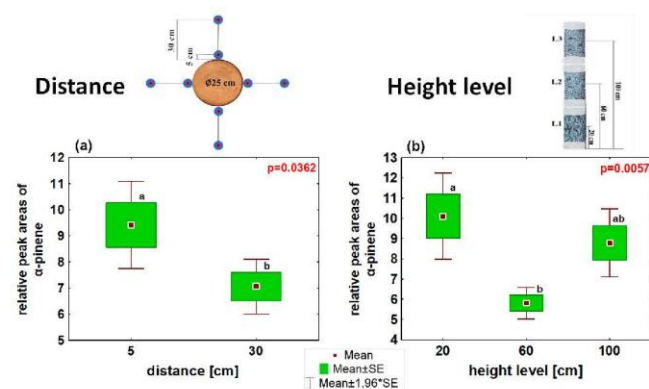 Distance
30 cm
5 cm
Ø25 cm
Height level
L3
L2
L1
20 cm
60 cm
100 cm
(a)
p=0.0362
relative peak areas of
α-pinene
12
11
10
9
8
7
6
5
a
b
5
30
distance [cm]
(b)
p=0.0057
relative peak areas of
α-pinene
13
12
11
10
9
8
7
6
5
4
a
b
ab
20
60
100
height level [cm]
Mean
Mean±SE
Mean±1.96*SE